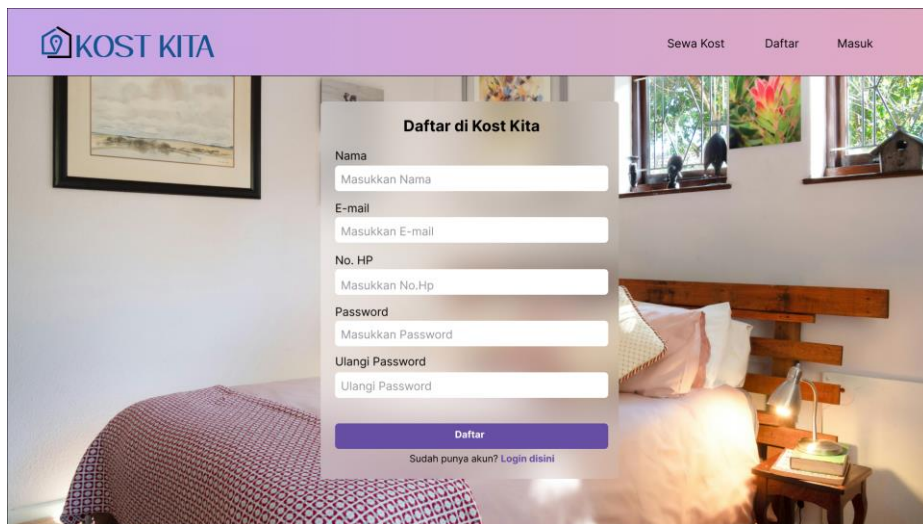 KOST KITA
Sewa Kost Daftar Masuk
Daftar di Kost Kita
Nama
Masukkan Nama
E-mail
Masukkan E-mail
No. HP
Masukkan No.Hp
Password
Masukkan Password
Ulangi Password
Ulangi Password
Daftar
Sudah punya akun? Login disini